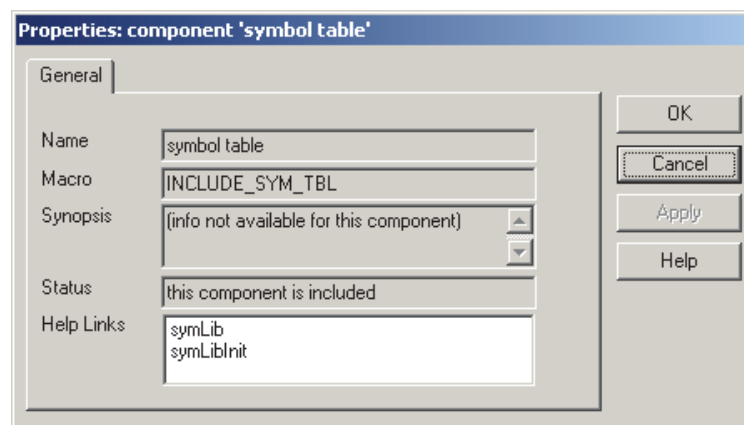 Properties: component 'symbol table'
General
OK
Name
symbol table
Cancel
Macro
INCLUDE_SYM_TBL
Synopsis
(info not available for this component)
Apply
Help
Status
this component is included
Help Links
symLib
symLibInit